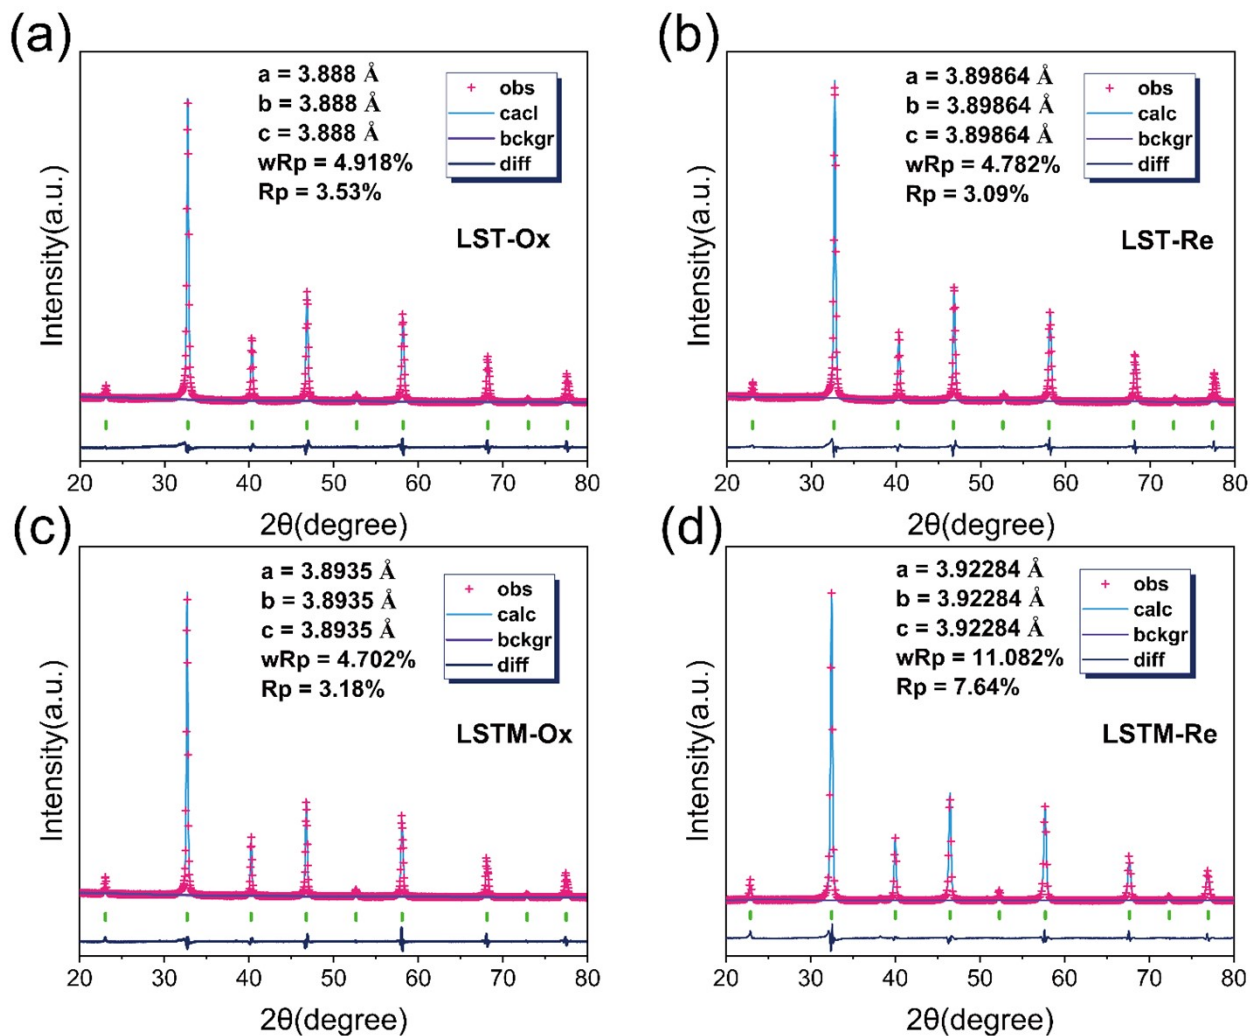 (a)
a = 3.888 Å
b = 3.888 Å
c = 3.888 Å
wRp = 4.918%
Rp = 3.53%
obs
cacl
bckgr
diff
LST-Ox
Intensity(a.u.)
20 30 40 50 60 70 80
2θ(degree)
(b)
a = 3.89864 Å
b = 3.89864 Å
c = 3.89864 Å
wRp = 4.782%
Rp = 3.09%
obs
calc
bckgr
diff
LST-Re
Intensity(a.u.)
20 30 40 50 60 70 80
2θ(degree)
(c)
a = 3.8935 Å
b = 3.8935 Å
c = 3.8935 Å
wRp = 4.702%
Rp = 3.18%
obs
calc
bckgr
diff
LSTM-Ox
Intensity(a.u.)
20 30 40 50 60 70 80
2θ(degree)
(d)
a = 3.92284 Å
b = 3.92284 Å
c = 3.92284 Å
wRp = 11.082%
Rp = 7.64%
obs
calc
bckgr
diff
LSTM-Re
Intensity(a.u.)
20 30 40 50 60 70 80
2θ(degree)